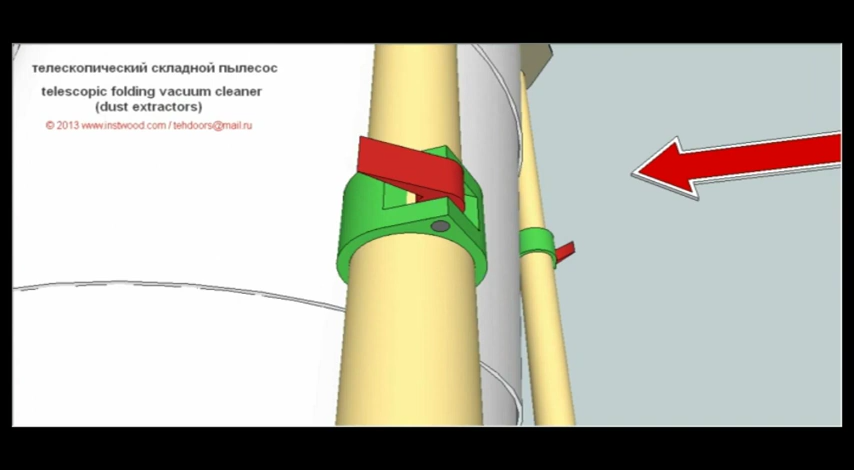 телескопический складной пылесос
telescopic folding vacuum cleaner
(dust extractors)
© 2013 www.instwood.com / tehdoors@mail.ru